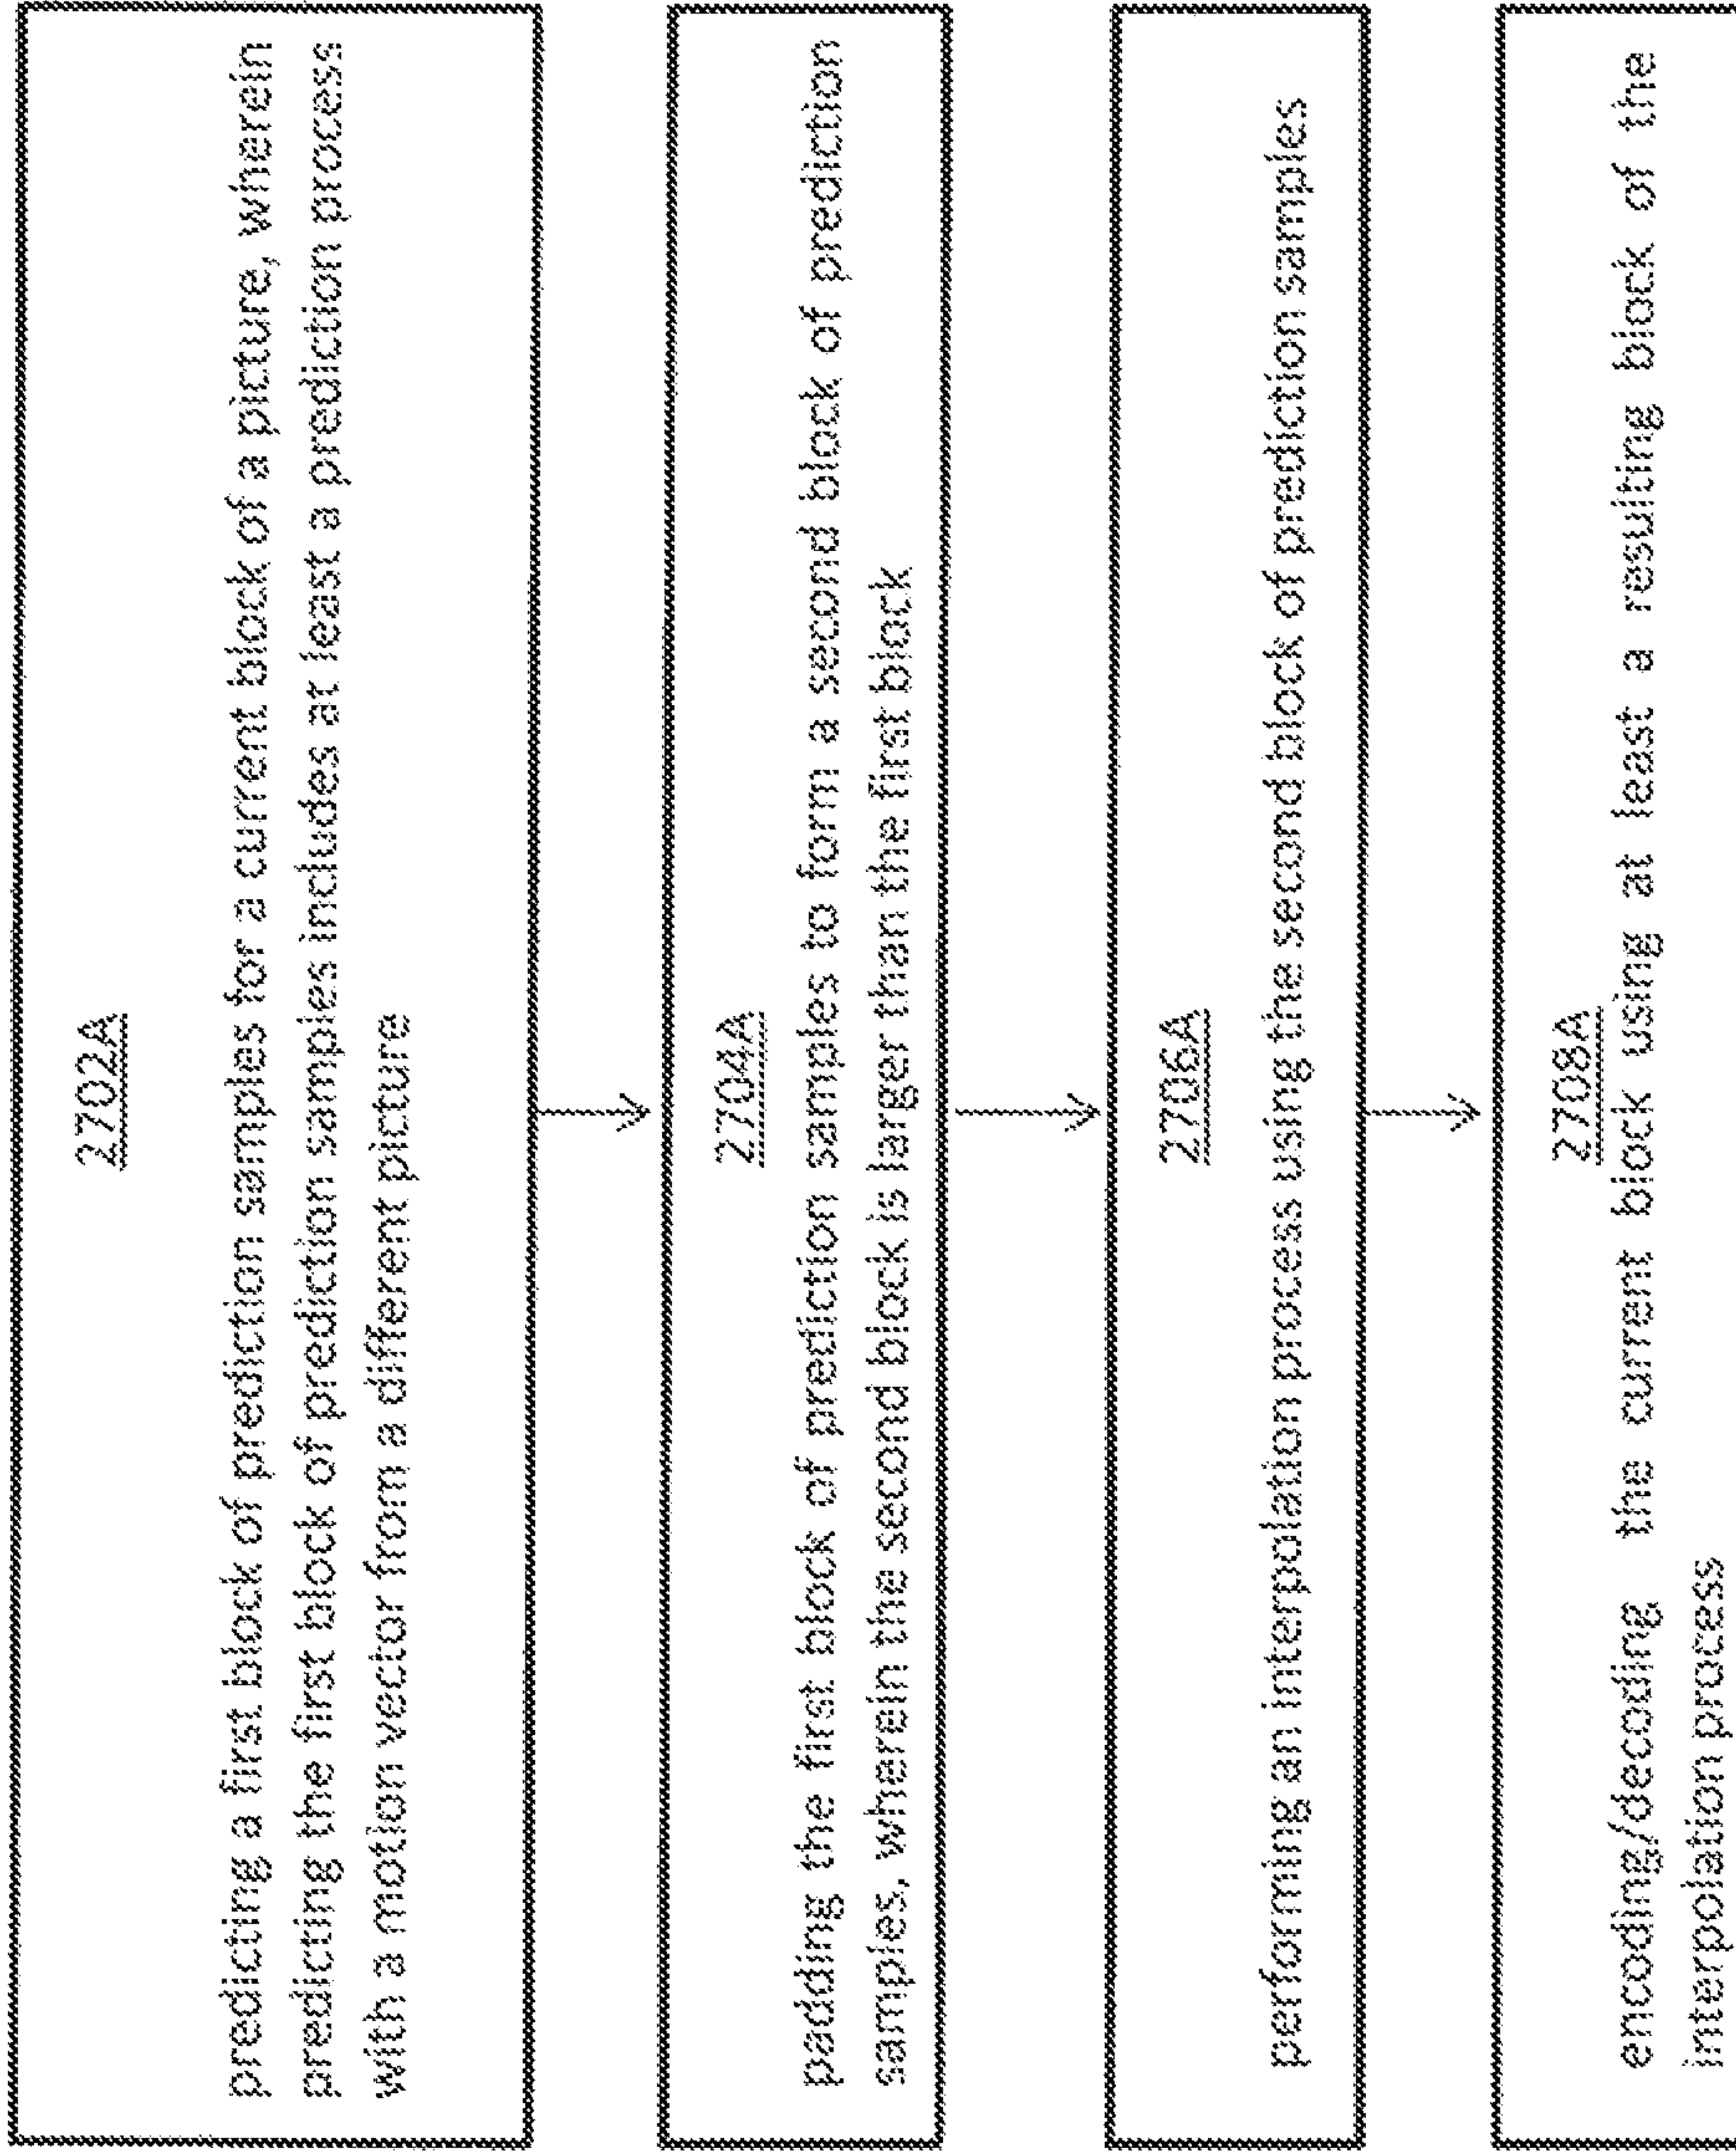 2702A
predicting a first block of prediction samples for a current block of a picture, wherein
predicting the first block of prediction samples includes at least a prediction process
with a motion vector from a different picture
2704A
padding the first block of prediction samples to form a second block of prediction
samples, wherein the second block is larger than the first block
2706A
performing an interpolation process using the second block of prediction samples
2708A
encoding/decoding the current block using at least a resulting block of the
interpolation process